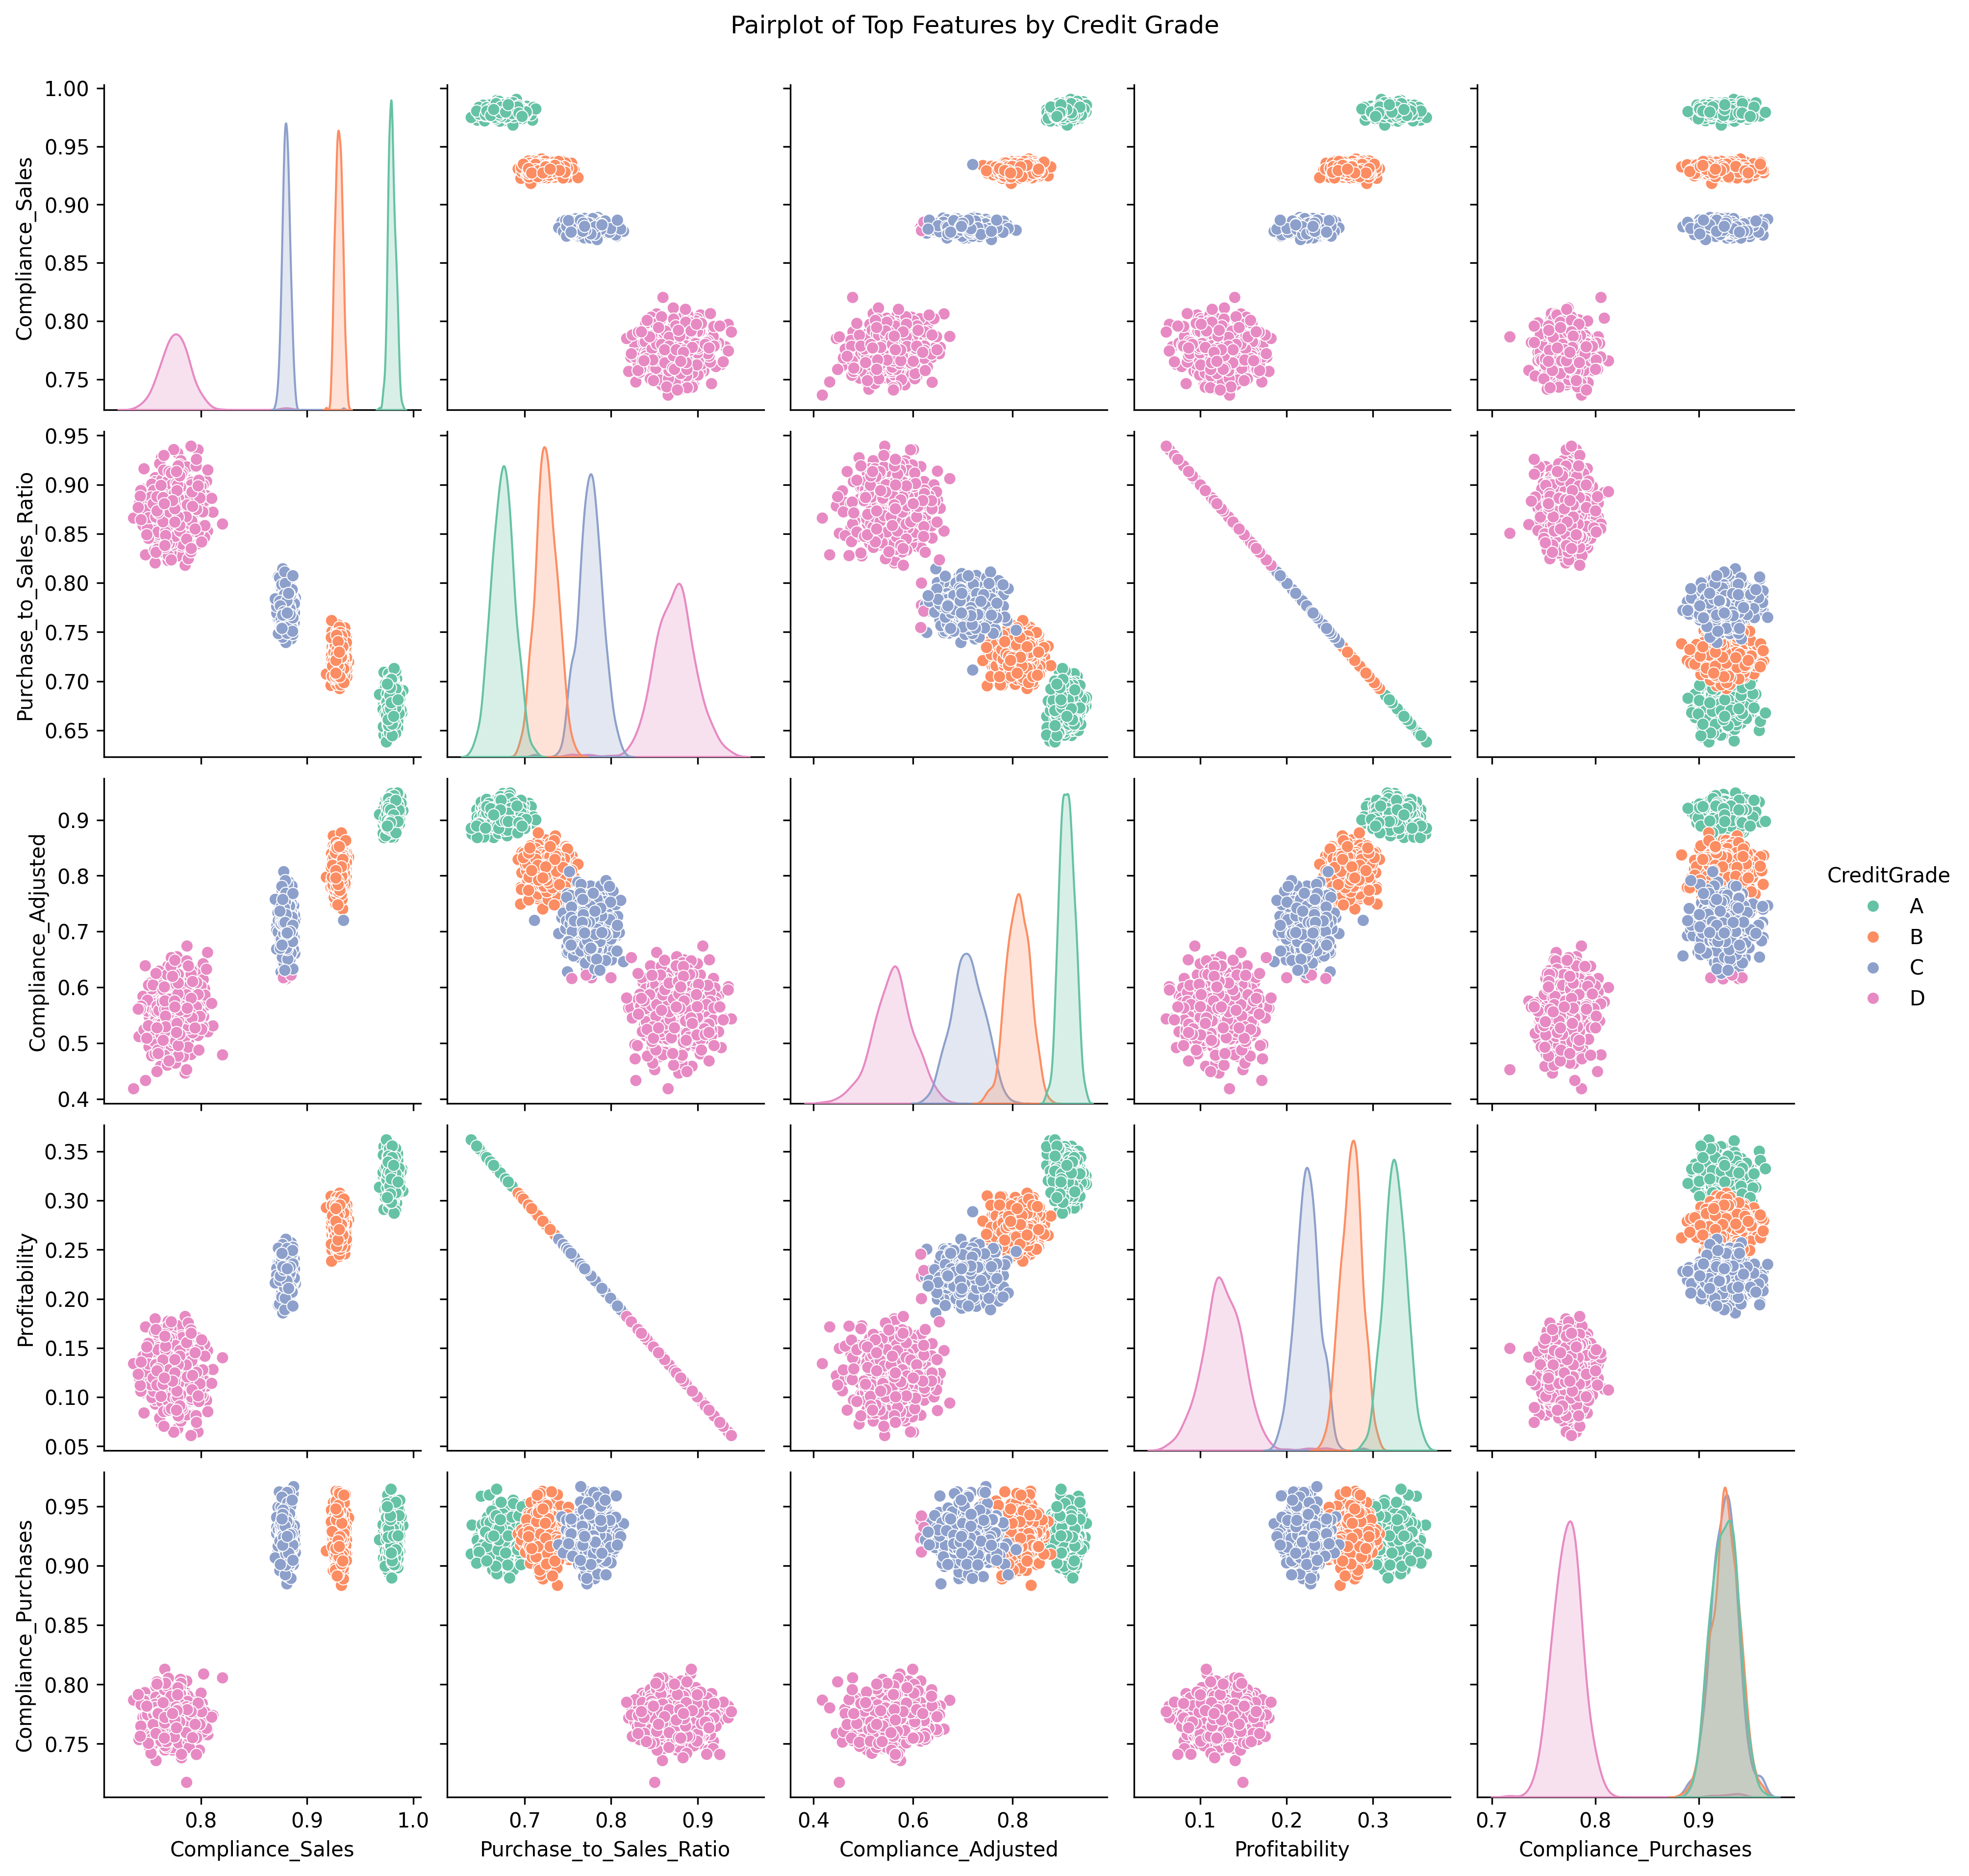 Pairplot of Top Features by Credit Grade
Compliance_Sales
1.00
0.95
0.90
0.85
0.80
0.75
Purchase_to_Sales_Ratio
0.95
0.90
0.85
0.80
0.75
0.70
0.65
Compliance_Adjusted
0.9
0.8
0.7
0.6
0.5
0.4
CreditGrade
A
B
C
D
Profitability
0.35
0.30
0.25
0.20
0.15
0.10
0.05
Compliance_Purchases
0.95
0.90
0.85
0.80
0.75
0.8 0.9 1.0
0.7 0.8 0.9
0.4 0.6 0.8
0.1 0.2 0.3
0.7 0.8 0.9
Compliance_Sales
Purchase_to_Sales_Ratio
Compliance_Adjusted
Profitability
Compliance_Purchases